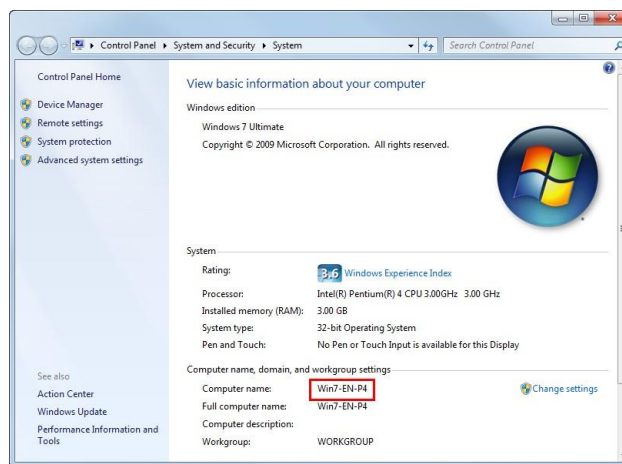 Control Panel ▸ System and Security ▸ System
Search Control Panel
Control Panel Home
Device Manager
Remote settings
System protection
Advanced system settings
See also
Action Center
Windows Update
Performance Information and
Tools
View basic information about your computer
Windows edition
Windows 7 Ultimate
Copyright © 2009 Microsoft Corporation. All rights reserved.
System
Rating: 3,6 Windows Experience Index
Processor: Intel(R) Pentium(R) 4 CPU 3.00GHz 3.00 GHz
Installed memory (RAM): 3.00 GB
System type: 32-bit Operating System
Pen and Touch: No Pen or Touch Input is available for this Display
Computer name, domain, and workgroup settings
Computer name: Win7-EN-P4 Change settings
Full computer name: Win7-EN-P4
Computer description:
Workgroup: WORKGROUP